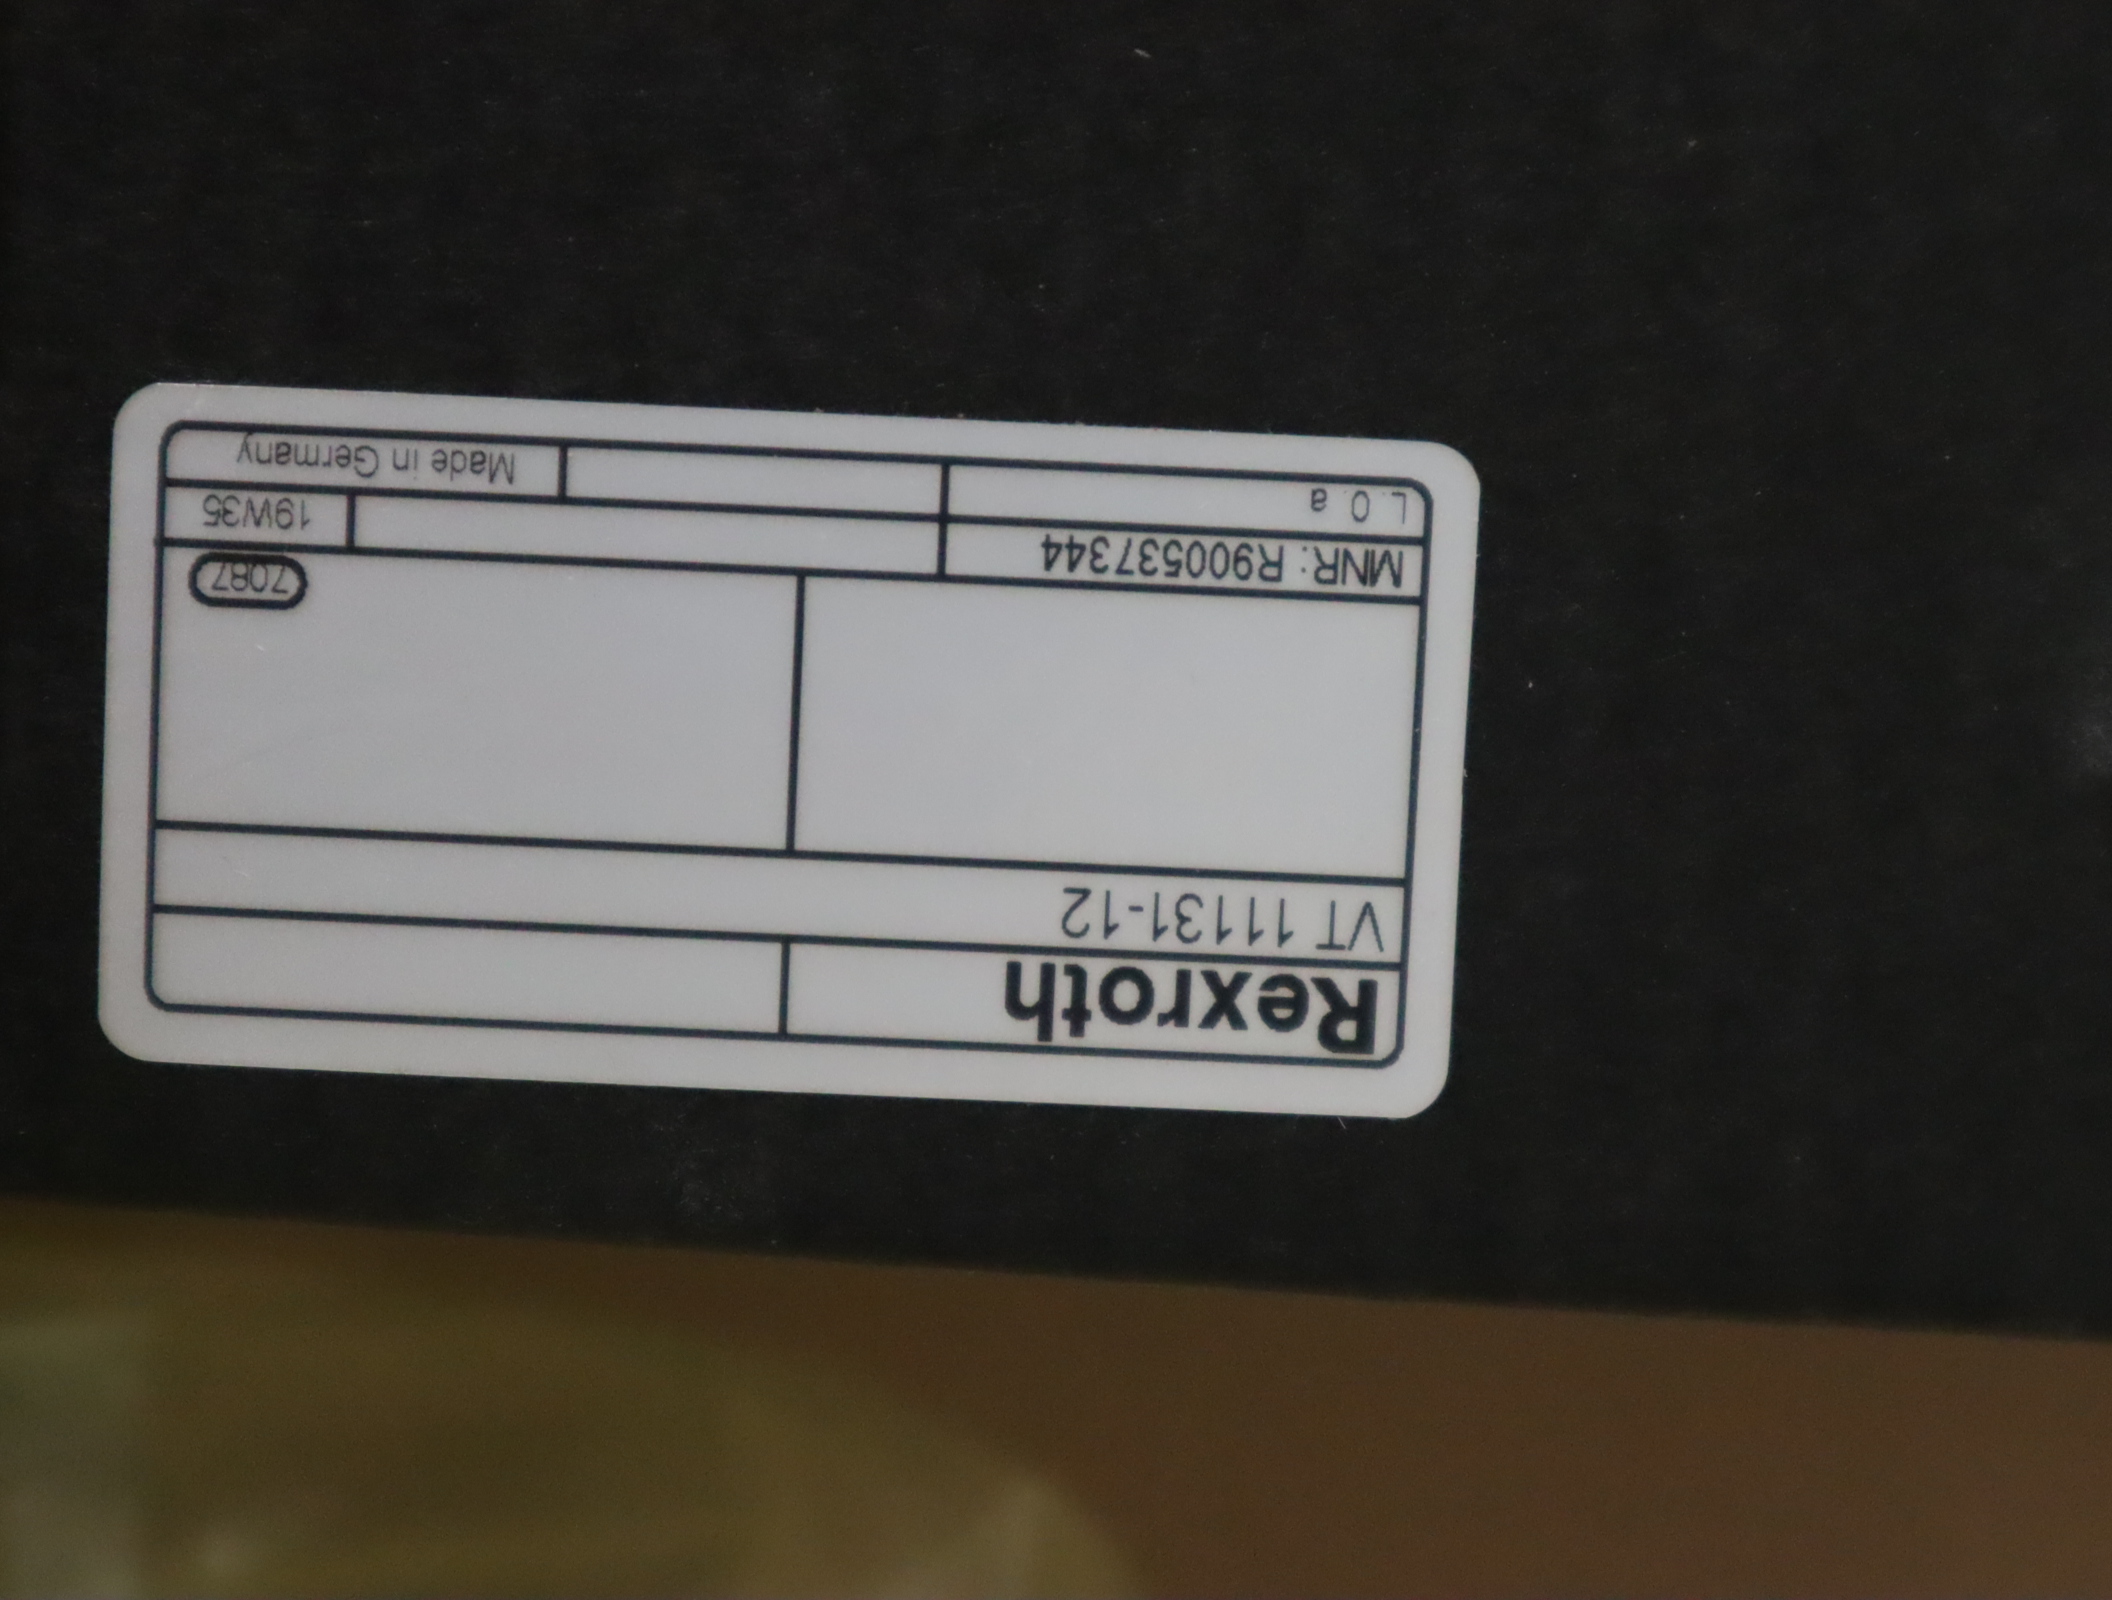 Rexroth
VT 11131-12
7087
MNR: R900537344
19W35
L. 0. a
Made in Germany